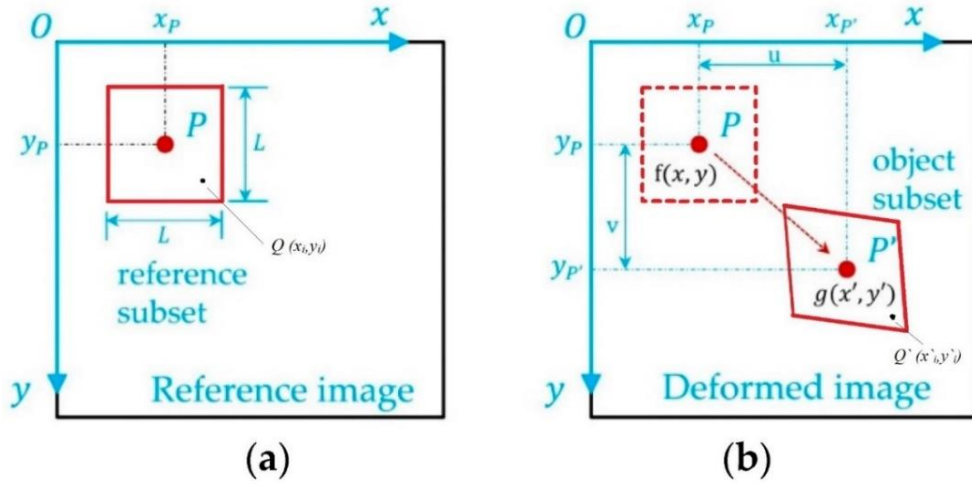 O x_P x
y_P P L
L Q (x_i,y_i)
reference
subset
y Reference image
(a)
O x_P x_P' x
u
y_P P
f(x, y) object
subset
v
y_P' P'
g(x', y')
Q` (x`_i,y`_i)
y Deformed image
(b)